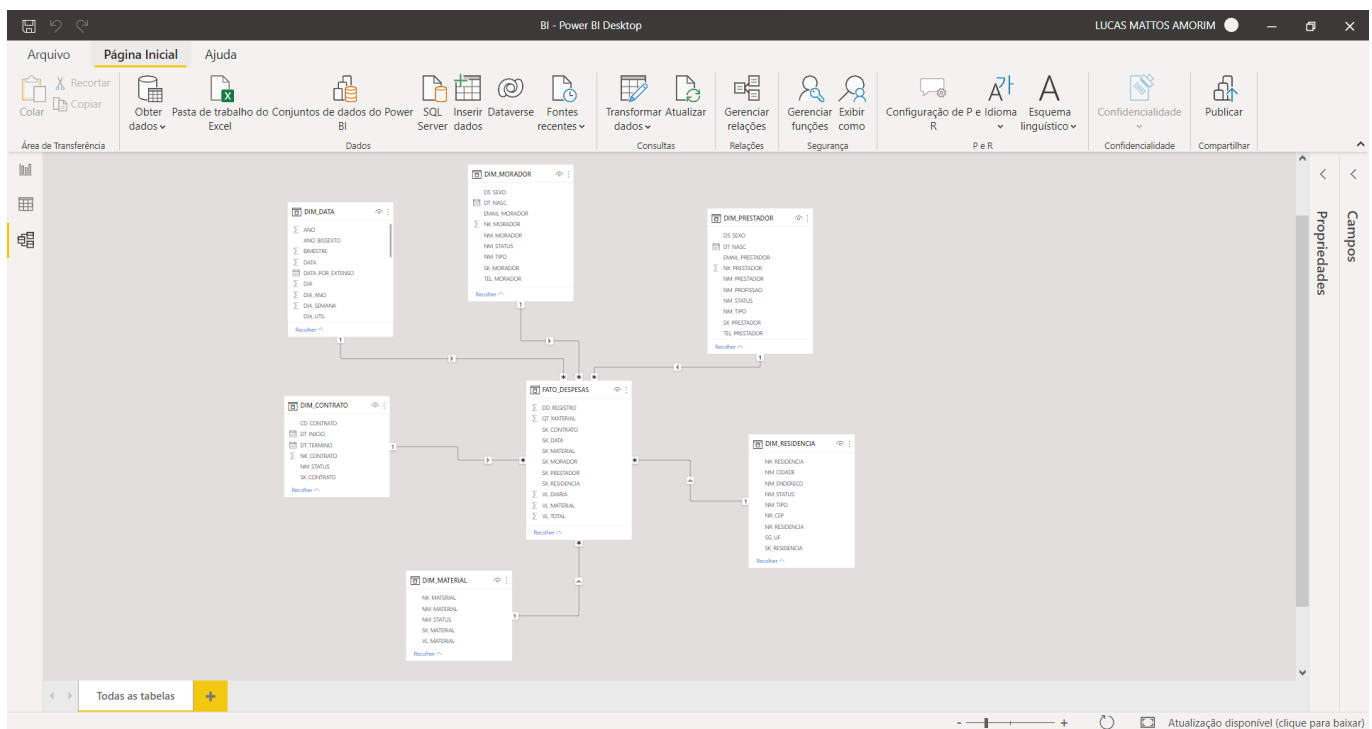 BI - Power BI Desktop
LUCAS MATTOS AMORIM
Arquivo
Página Inicial
Ajuda
Colar
Recortar
Copiar
Área de Transferência
Obter dados
Pasta de trabalho do Excel
Conjuntos de dados do Power BI
SQL Server
Inserir dados
Dataverse
Fontes recentes
Dados
Transformar dados
Atualizar
Consultas
Gerenciar relações
Relações
Gerenciar funções
Exibir como
Segurança
Configuração de P e R
Idioma
Esquema linguístico
P e R
Confidencialidade
Confidencialidade
Publicar
Compartilhar
DIM_MORADOR
DS_SEXO
DT_NASC
EMAIL_MORADOR
NK_MORADOR
NM_MORADOR
NM_STATUS
NM_TIPO
SK_MORADOR
TEL_MORADOR
Recolher
DIM_DATA
ANO
ANO_BISSEXTO
BIMESTRE
DATA
DATA_POR_EXTENSO
DIA
DIA_ANO
DIA_SEMANA
DIA_UTIL
Recolher
DIM_PRESTADOR
DS_SEXO
DT_NASC
EMAIL_PRESTADOR
NK_PRESTADOR
NM_PRESTADOR
NM_PROFISSAO
NM_STATUS
NM_TIPO
SK_PRESTADOR
TEL_PRESTADOR
Recolher
1
1
1
*
*
*
FATO_DESPESAS
DD_REGISTRO
QT_MATERIAL
SK_CONTRATO
SK_DATA
SK_MATERIAL
SK_MORADOR
SK_PRESTADOR
SK_RESIDENCIA
VL_DIARIA
VL_MATERIAL
VL_TOTAL
Recolher
DIM_CONTRATO
CD_CONTRATO
DT_INICIO
DT_TERMINO
NK_CONTRATO
NM_STATUS
SK_CONTRATO
Recolher
1
*
*
1
DIM_RESIDENCIA
NK_RESIDENCIA
NM_CIDADE
NM_ENDERECO
NM_STATUS
NM_TIPO
NR_CEP
NR_RESIDENCIA
SG_UF
SK_RESIDENCIA
Recolher
*
DIM_MATERIAL
NK_MATERIAL
NM_MATERIAL
NM_STATUS
SK_MATERIAL
VL_MATERIAL
Recolher
1
Propriedades
Campos
Todas as tabelas
Atualização disponível (clique para baixar)